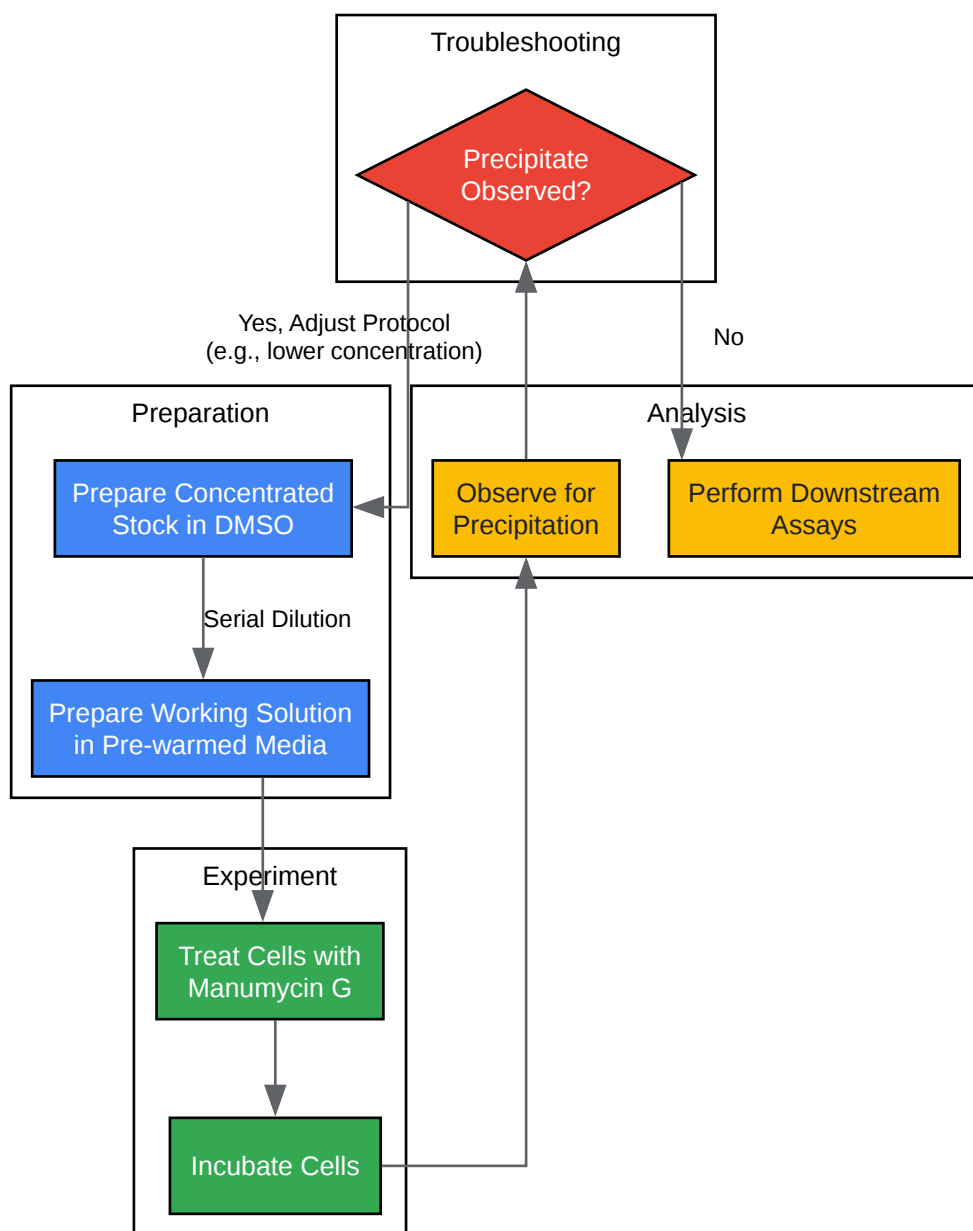 Troubleshooting
Precipitate
Observed?
Yes, Adjust Protocol
(e.g., lower concentration)
No
Preparation
Analysis
Prepare Concentrated
Stock in DMSO
Observe for
Precipitation
Perform Downstream
Assays
Serial Dilution
Prepare Working Solution
in Pre-warmed Media
Experiment
Treat Cells with
Manumycin G
Incubate Cells